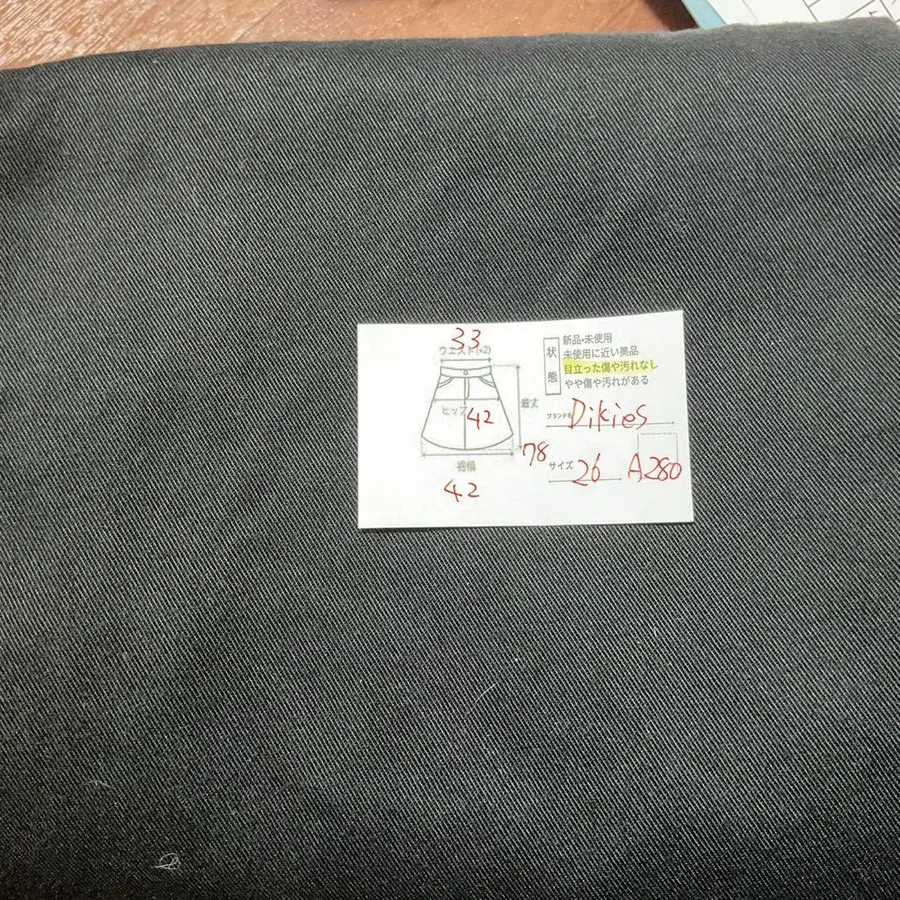 33
ウエスト(×2)
ヒップ
42
着丈
78
裾幅
42
状態
新品・未使用
未使用に近い美品
目立った傷や汚れなし
やや傷や汚れがある
ブランド名 Dikies
サイズ 26 A280